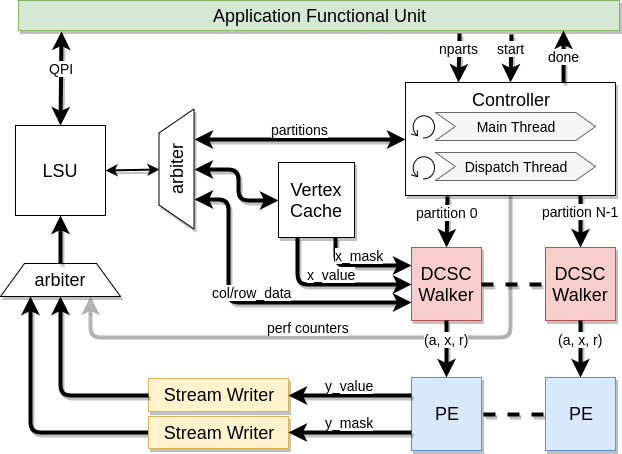 Application Functional Unit
QPI
nparts
start
done
LSU
arbiter
partitions
Controller
Main Thread
Dispatch Thread
Vertex
Cache
partition 0
partition N-1
x_mask
x_value
col/row_data
DCSC
Walker
DCSC
Walker
arbiter
perf counters
(a, x, r)
(a, x, r)
Stream Writer
y_value
PE
PE
Stream Writer
y_mask